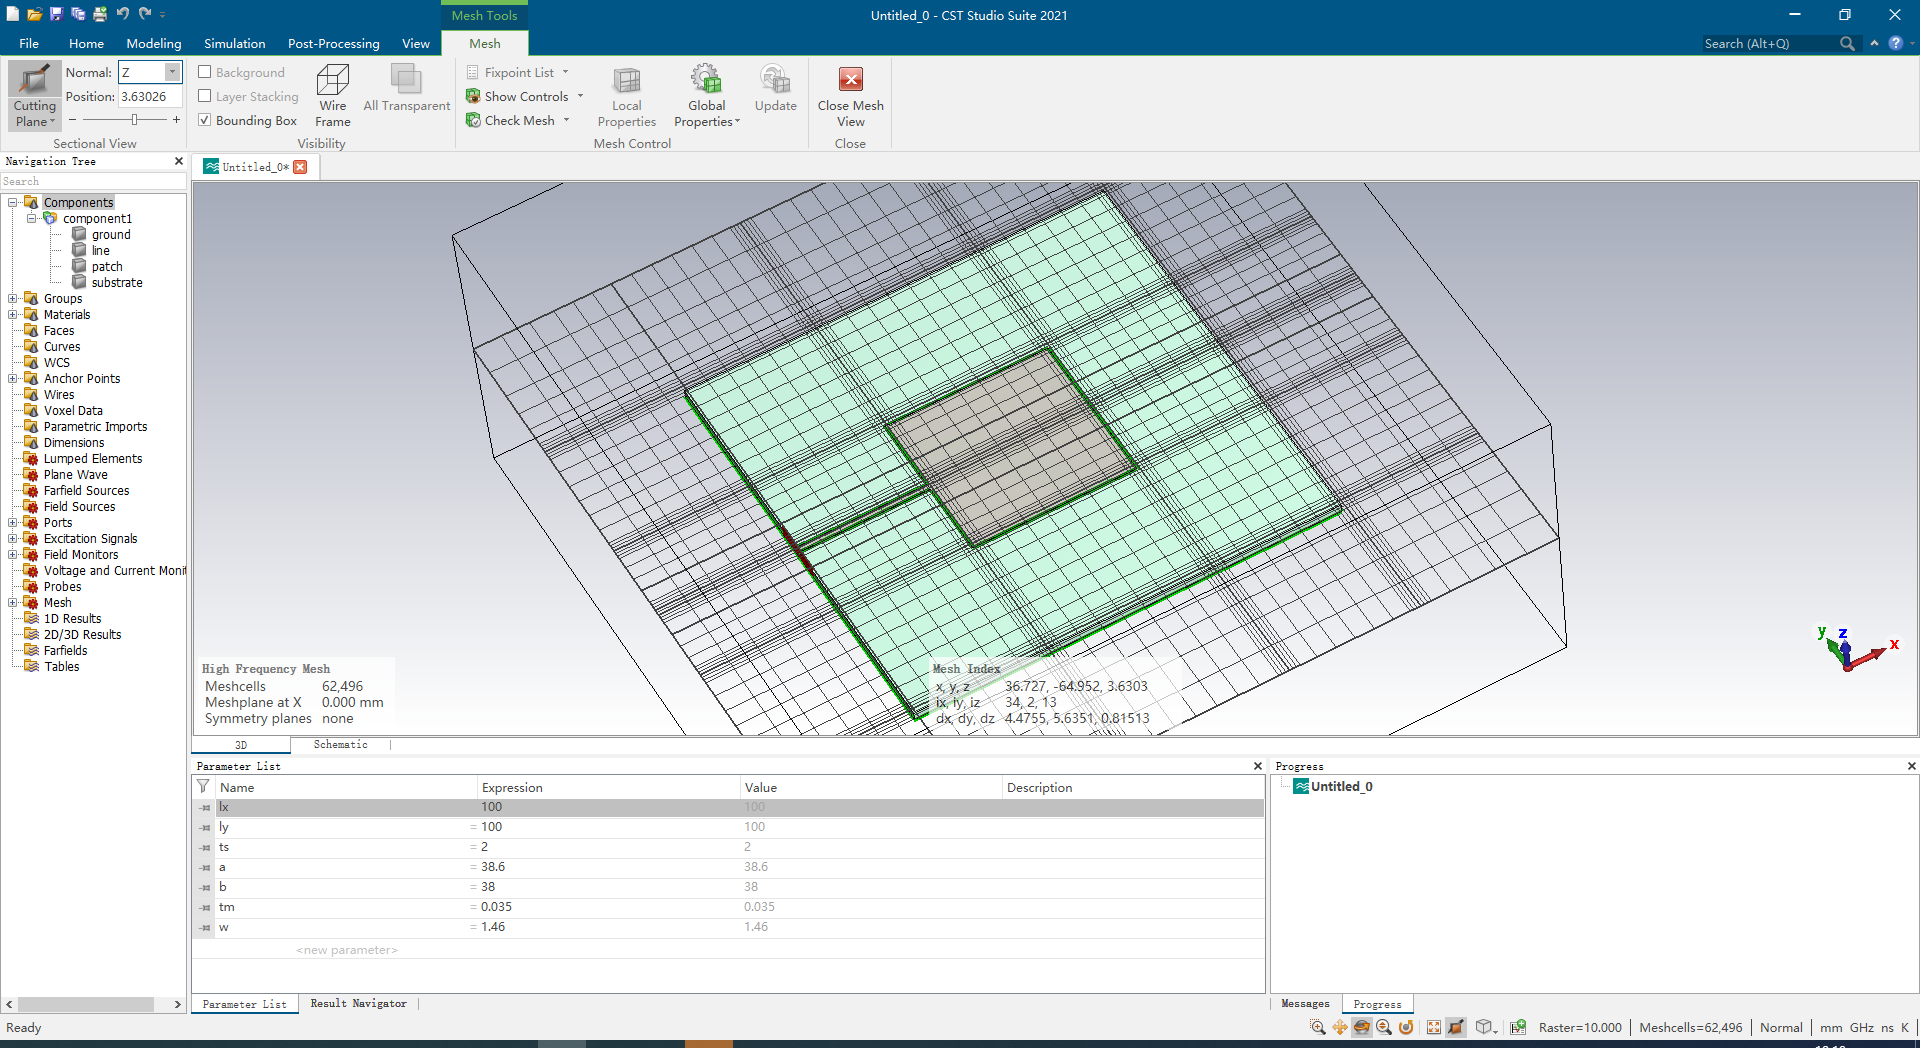 Mesh Tools
Untitled_0 - CST Studio Suite 2021
File Home Modeling Simulation Post-Processing View Mesh
Search (Alt+Q)
Normal: Z
Position: 3.63026
Cutting
Plane
Sectional View
Background
Layer Stacking
Bounding Box
Wire
Frame
All Transparent
Visibility
Fixpoint List
Show Controls
Check Mesh
Local
Properties
Global
Properties
Update
Mesh Control
Close Mesh
View
Close
Navigation Tree
Search
Components
component1
ground
line
patch
substrate
Groups
Materials
Faces
Curves
WCS
Anchor Points
Wires
Voxel Data
Parametric Imports
Dimensions
Lumped Elements
Plane Wave
Farfield Sources
Field Sources
Ports
Excitation Signals
Field Monitors
Voltage and Current Monit
Probes
Mesh
1D Results
2D/3D Results
Farfields
Tables
Untitled_0*
High Frequency Mesh
Meshcells 62,496
Meshplane at X 0.000 mm
Symmetry planes none
Mesh Index
x, y, z 36.727, -64.952, 3.6303
ix, iy, iz 34, 2, 13
dx, dy, dz 4.4755, 5.6351, 0.81513
y z x
3D Schematic
Parameter List
Name Expression Value Description
lx 100 100
ly = 100 100
ts = 2 2
a = 38.6 38.6
b = 38 38
tm = 0.035 0.035
w = 1.46 1.46
<new parameter>
Parameter List Result Navigator
Progress
Untitled_0
Messages Progress
Ready
Raster=10.000 Meshcells=62,496 Normal mm GHz ns K